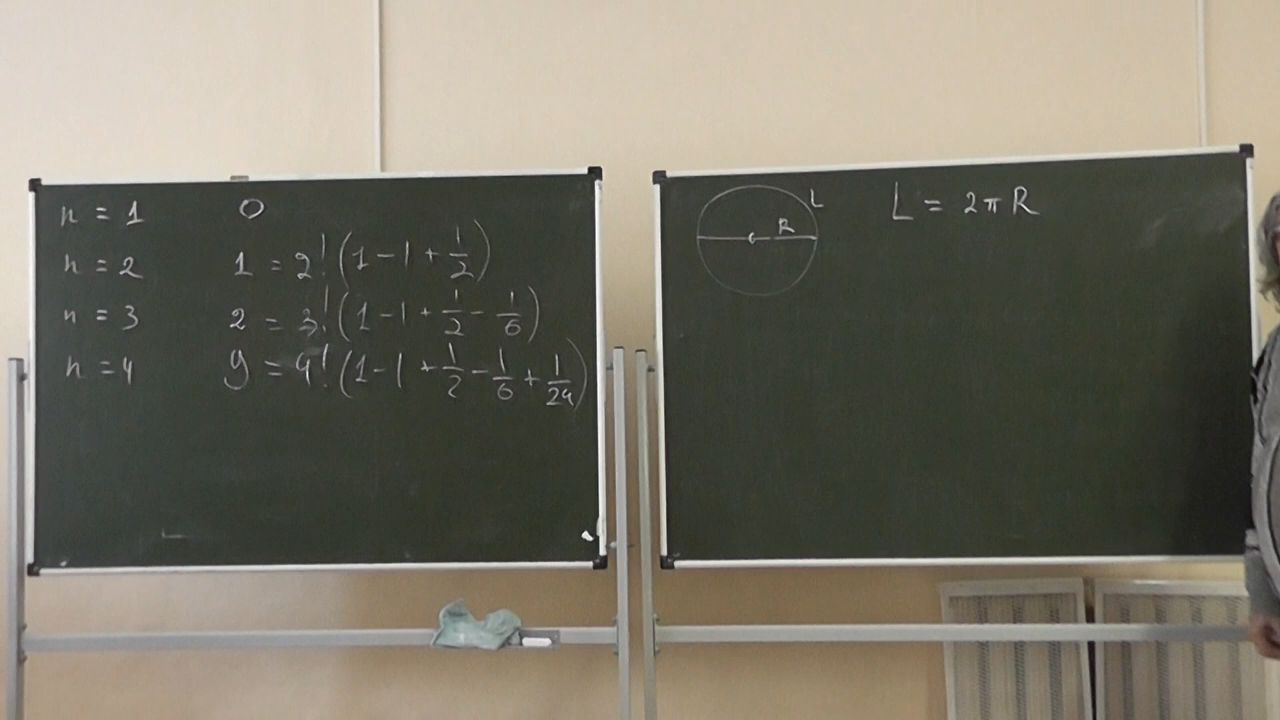 n = 1 0
n = 2 1 = 2! (1 - 1 + 1/2)
n = 3 2 = 3! (1 - 1 + 1/2 - 1/6)
n = 4 9 = 4! (1 - 1 + 1/2 - 1/6 + 1/24)
L
R
L = 2πR